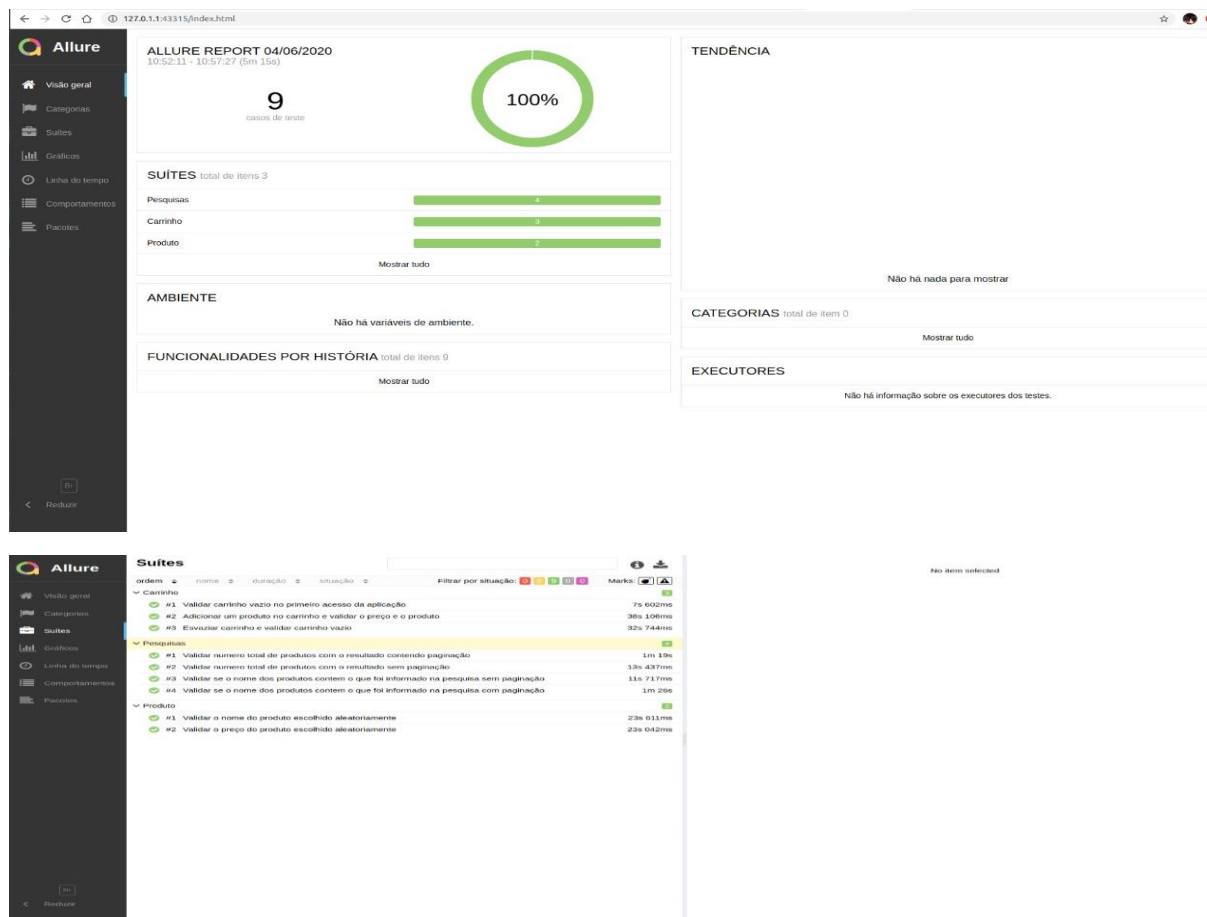 127.0.1.1:43315/index.html
Allure
Visão geral
Categorias
Suítes
Gráficos
Linha do tempo
Comportamentos
Pacotes
Br
Reduzir
ALLURE REPORT 04/06/2020
10:52:11 - 10:57:27 (5m 15s)
9
casos de teste
100%
SUÍTES total de itens 3
Pesquisas 4
Carrinho 3
Produto 2
Mostrar tudo
AMBIENTE
Não há variáveis de ambiente.
FUNCIONALIDADES POR HISTÓRIA total de itens 9
Mostrar tudo
TENDÊNCIA
Não há nada para mostrar
CATEGORIAS total de item 0
Mostrar tudo
EXECUTORES
Não há informação sobre os executores dos testes.
Allure
Visão geral
Categorias
Suítes
Gráficos
Linha do tempo
Comportamentos
Pacotes
Reduzir
Suítes
ordem nome duração situação Filtrar por situação: 0 0 9 0 0 Marks:
Carrinho 3
#1 Validar carrinho vazio no primeiro acesso da aplicação 7s 602ms
#2 Adicionar um produto no carrinho e validar o preço e o produto 36s 106ms
#3 Esvaziar carrinho e validar carrinho vazio 32s 744ms
Pesquisas 4
#1 Validar numero total de produtos com o resultado contendo paginação 1m 19s
#2 Validar numero total de produtos com o resultado sem paginação 13s 437ms
#3 Validar se o nome dos produtos contem o que foi informado na pesquisa sem paginação 11s 717ms
#4 Validar se o nome dos produtos contem o que foi informado na pesquisa com paginação 1m 26s
Produto 2
#1 Validar o nome do produto escolhido aleatoriamente 23s 611ms
#2 Validar o preço do produto escolhido aleatoriamente 23s 042ms
No item selected